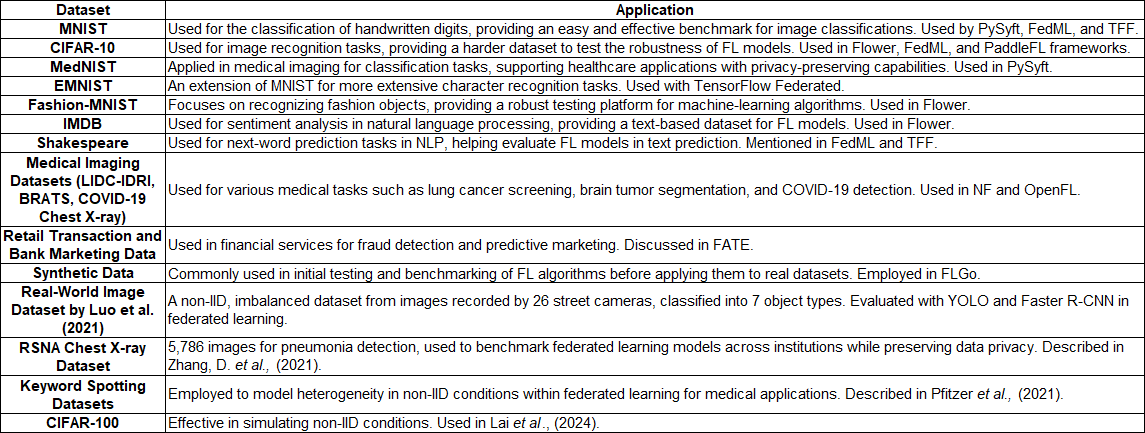 Dataset Application
MNIST Used for the classification of handwritten digits, providing an easy and effective benchmark for image classifications. Used by PySyft, FedML, and TFF.
CIFAR-10 Used for image recognition tasks, providing a harder dataset to test the robustness of FL models. Used in Flower, FedML, and PaddleFL frameworks.
MedNIST Applied in medical imaging for classification tasks, supporting healthcare applications with privacy-preserving capabilities. Used in PySyft.
EMNIST An extension of MNIST for more extensive character recognition tasks. Used with TensorFlow Federated.
Fashion-MNIST Focuses on recognizing fashion objects, providing a robust testing platform for machine-learning algorithms. Used in Flower.
IMDB Used for sentiment analysis in natural language processing, providing a text-based dataset for FL models. Used in Flower.
Shakespeare Used for next-word prediction tasks in NLP, helping evaluate FL models in text prediction. Mentioned in FedML and TFF.
Medical Imaging
Datasets (LIDC-IDRI,
BRATS, COVID-19
Chest X-ray)
Used for various medical tasks such as lung cancer screening, brain tumor segmentation, and COVID-19 detection. Used in NF and OpenFL.
Retail Transaction and
Bank Marketing Data
Used in financial services for fraud detection and predictive marketing. Discussed in FATE.
Synthetic Data Commonly used in initial testing and benchmarking of FL algorithms before applying them to real datasets. Employed in FLGo.
Real-World Image
Dataset by Luo et al.
(2021)
A non-IID, imbalanced dataset from images recorded by 26 street cameras, classified into 7 object types. Evaluated with YOLO and Faster R-CNN in
federated learning.
RSNA Chest X-ray
Dataset
5,786 images for pneumonia detection, used to benchmark federated learning models across institutions while preserving data privacy. Described in
Zhang, D. et al., (2021).
Keyword Spotting
Datasets
Employed to model heterogeneity in non-IID conditions within federated learning for medical applications. Described in Pfitzer et al., (2021).
CIFAR-100 Effective in simulating non-IID conditions. Used in Lai et al., (2024).